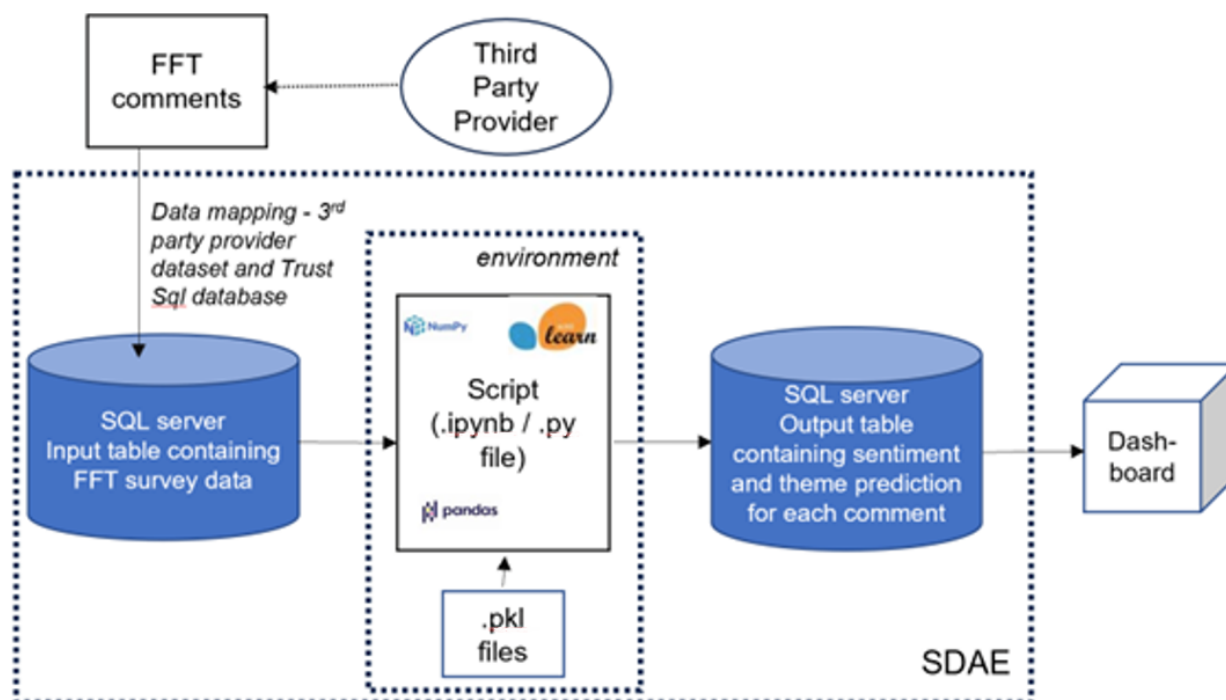 FFT
comments
Third
Party
Provider
Data mapping - 3rd
party provider
dataset and Trust
Sql database
environment
NumPy
learn
Script
(.ipynb / .py
file)
pandas
.pkl
files
SQL server
Input table containing
FFT survey data
SQL server
Output table
containing sentiment
and theme prediction
for each comment
Dash-
board
SDAE